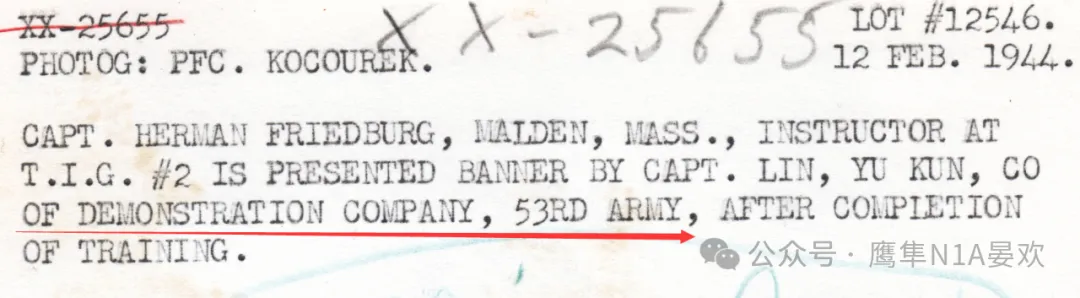 XX-25655
XX-25655
LOT #12546.
PHOTOG: PFC. KOCOUREK.
12 FEB. 1944.
CAPT. HERMAN FRIEDBURG, MALDEN, MASS., INSTRUCTOR AT
T.I.G. #2 IS PRESENTED BANNER BY CAPT. LIN, YU KUN, CO
OF DEMONSTRATION COMPANY, 53RD ARMY, AFTER COMPLETION
OF TRAINING.
公众号·鹰隼N1A晏欢